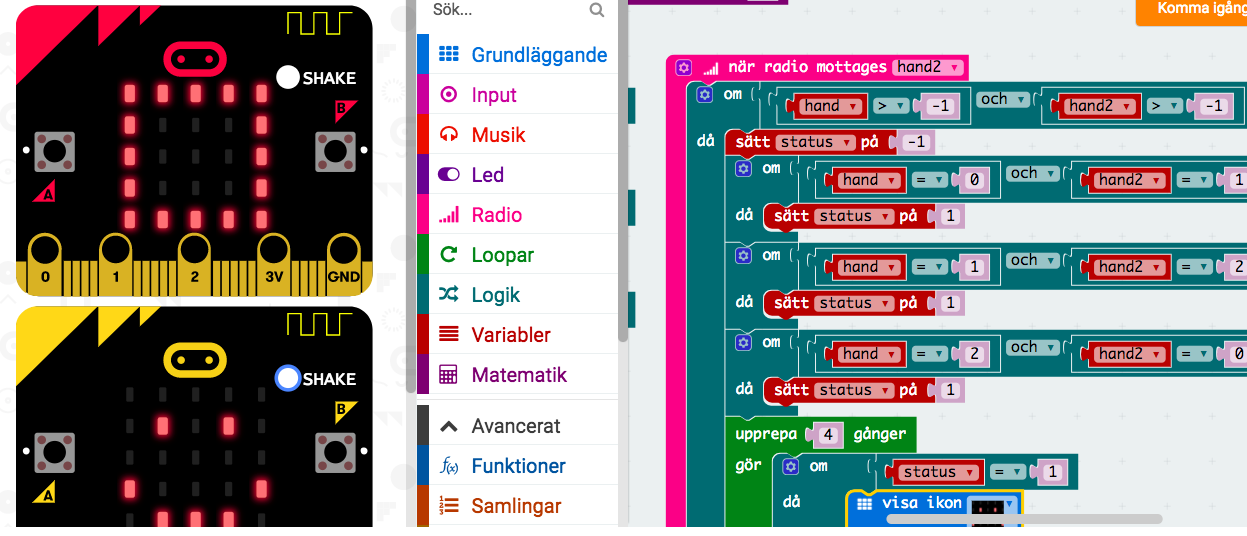 SHAKE
B
A
0 1 2 3V GND
SHAKE
B
A
Sök...
Grundläggande
Input
Musik
Led
Radio
Loopar
Logik
Variabler
Matematik
Avancerat
Funktioner
Samlingar
Komma igång
när radio mottages hand2
om hand > -1 och hand2 > -1
då sätt status på -1
om hand = 0 och hand2 = 1
då sätt status på 1
om hand = 1 och hand2 = 2
då sätt status på 1
om hand = 2 och hand2 = 0
då sätt status på 1
upprepa 4 gånger
gör om status = 1
då visa ikon